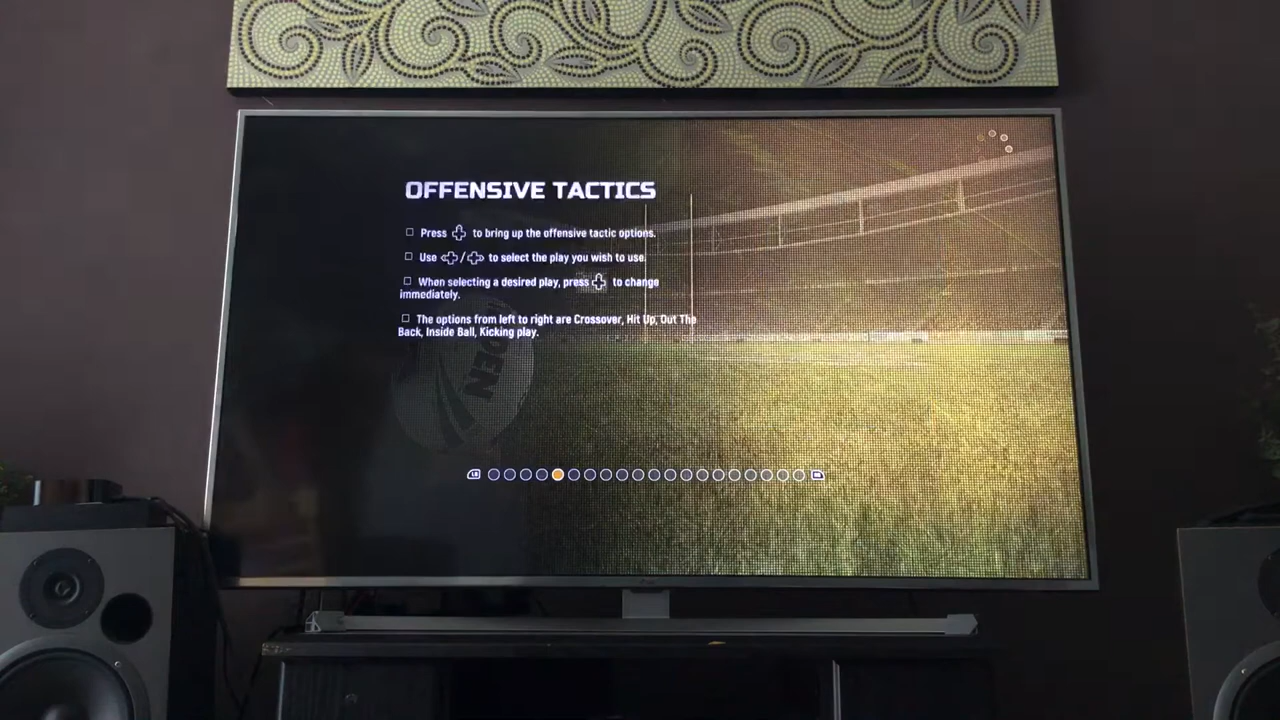 OFFENSIVE TACTICS
Press to bring up the offensive tactic options.
Use / to select the play you wish to use.
When selecting a desired play, press to change
immediately.
The options from left to right are Crossover, Hit Up, Out The
Back, Inside Ball, Kicking play.
LB
RB